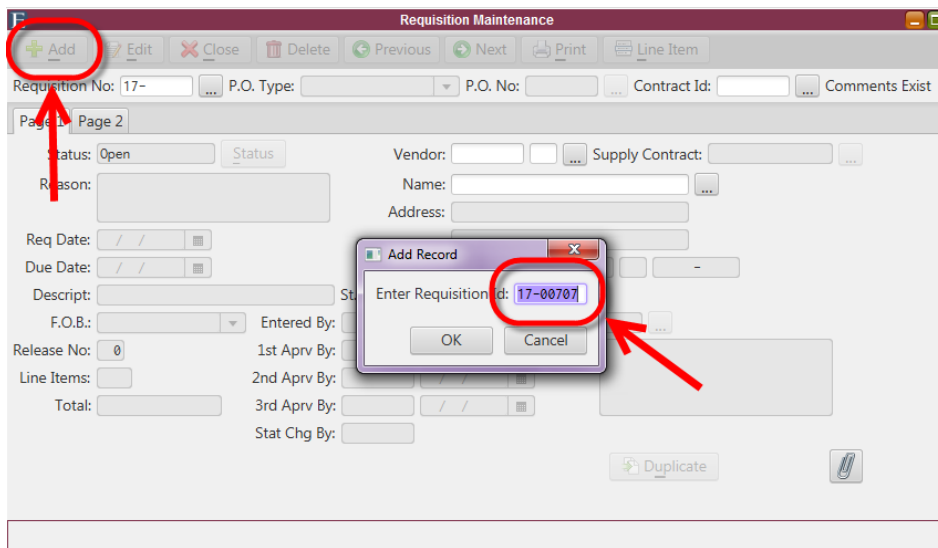 Requisition Maintenance
Add Edit Close Delete Previous Next Print Line Item
Requisition No: 17- ... P.O. Type: P.O. No: ... Contract Id: ... Comments Exist
Page 1 Page 2
Status: Open Status Vendor: ... Supply Contract: ...
Reason: Name: ...
Address:
Req Date: / /
Due Date: / / -
Add Record
Enter Requisition Id: 17-00707
OK Cancel
Descript:
F.O.B.: Entered By: ...
Release No: 0 1st Aprv By:
Line Items: 2nd Aprv By: / /
Total: 3rd Aprv By: / /
Stat Chg By:
Duplicate